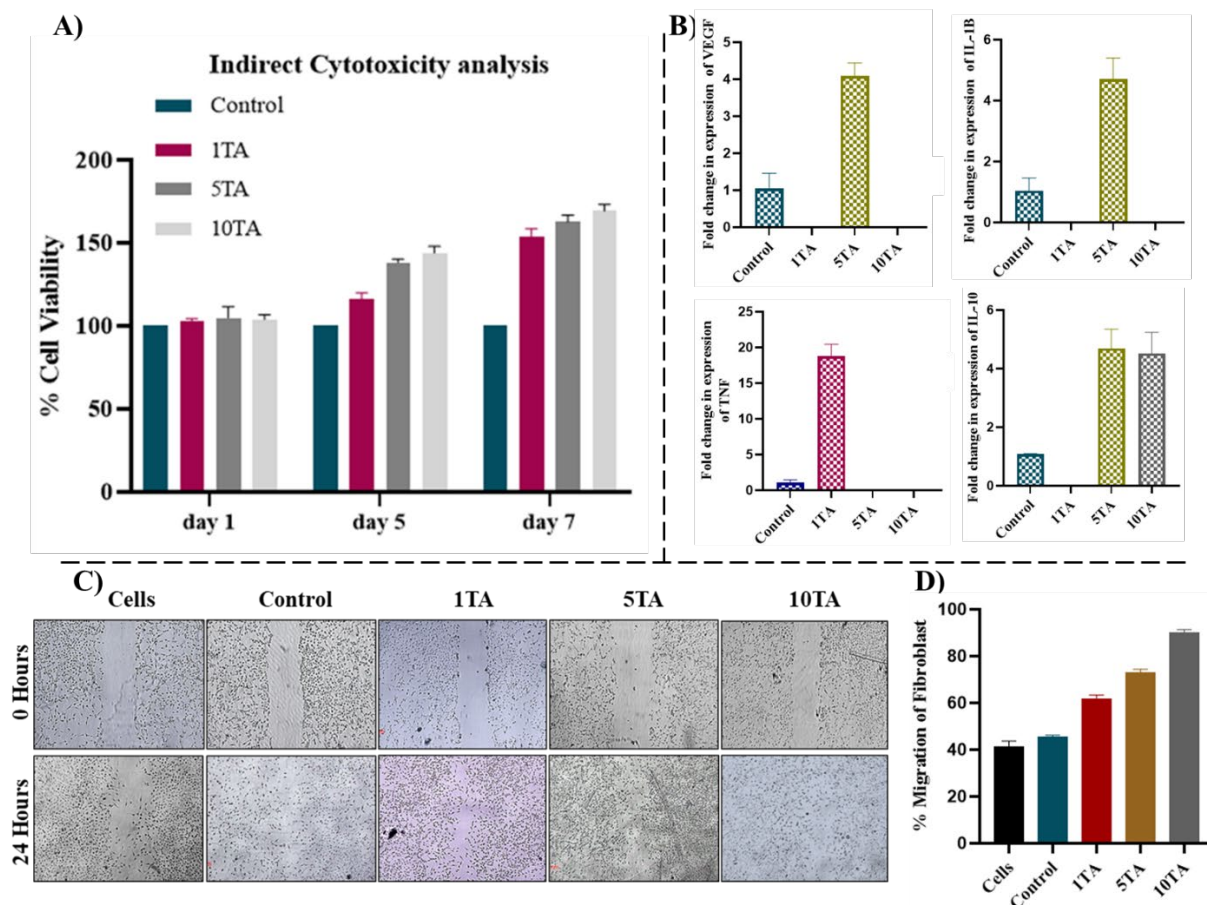 A)
Indirect Cytotoxicity analysis
Control
1TA
5TA
10TA
% Cell Viability
200
150
100
50
0
day 1
day 5
day 7
B)
Fold change in expression of VEGF
5
4
3
2
1
0
Control
1TA
5TA
10TA
Fold change in expression of IL-1B
6
4
2
0
Control
1TA
5TA
10TA
Fold change in expression
of TNF
25
20
15
10
5
0
Control
1TA
5TA
10TA
Fold change in expression of IL-10
6
4
2
0
Control
1TA
5TA
10TA
C)
Cells
Control
1TA
5TA
10TA
0 Hours
24 Hours
D)
% Migration of Fibroblast
100
80
60
40
20
0
Cells
Control
1TA
5TA
10TA